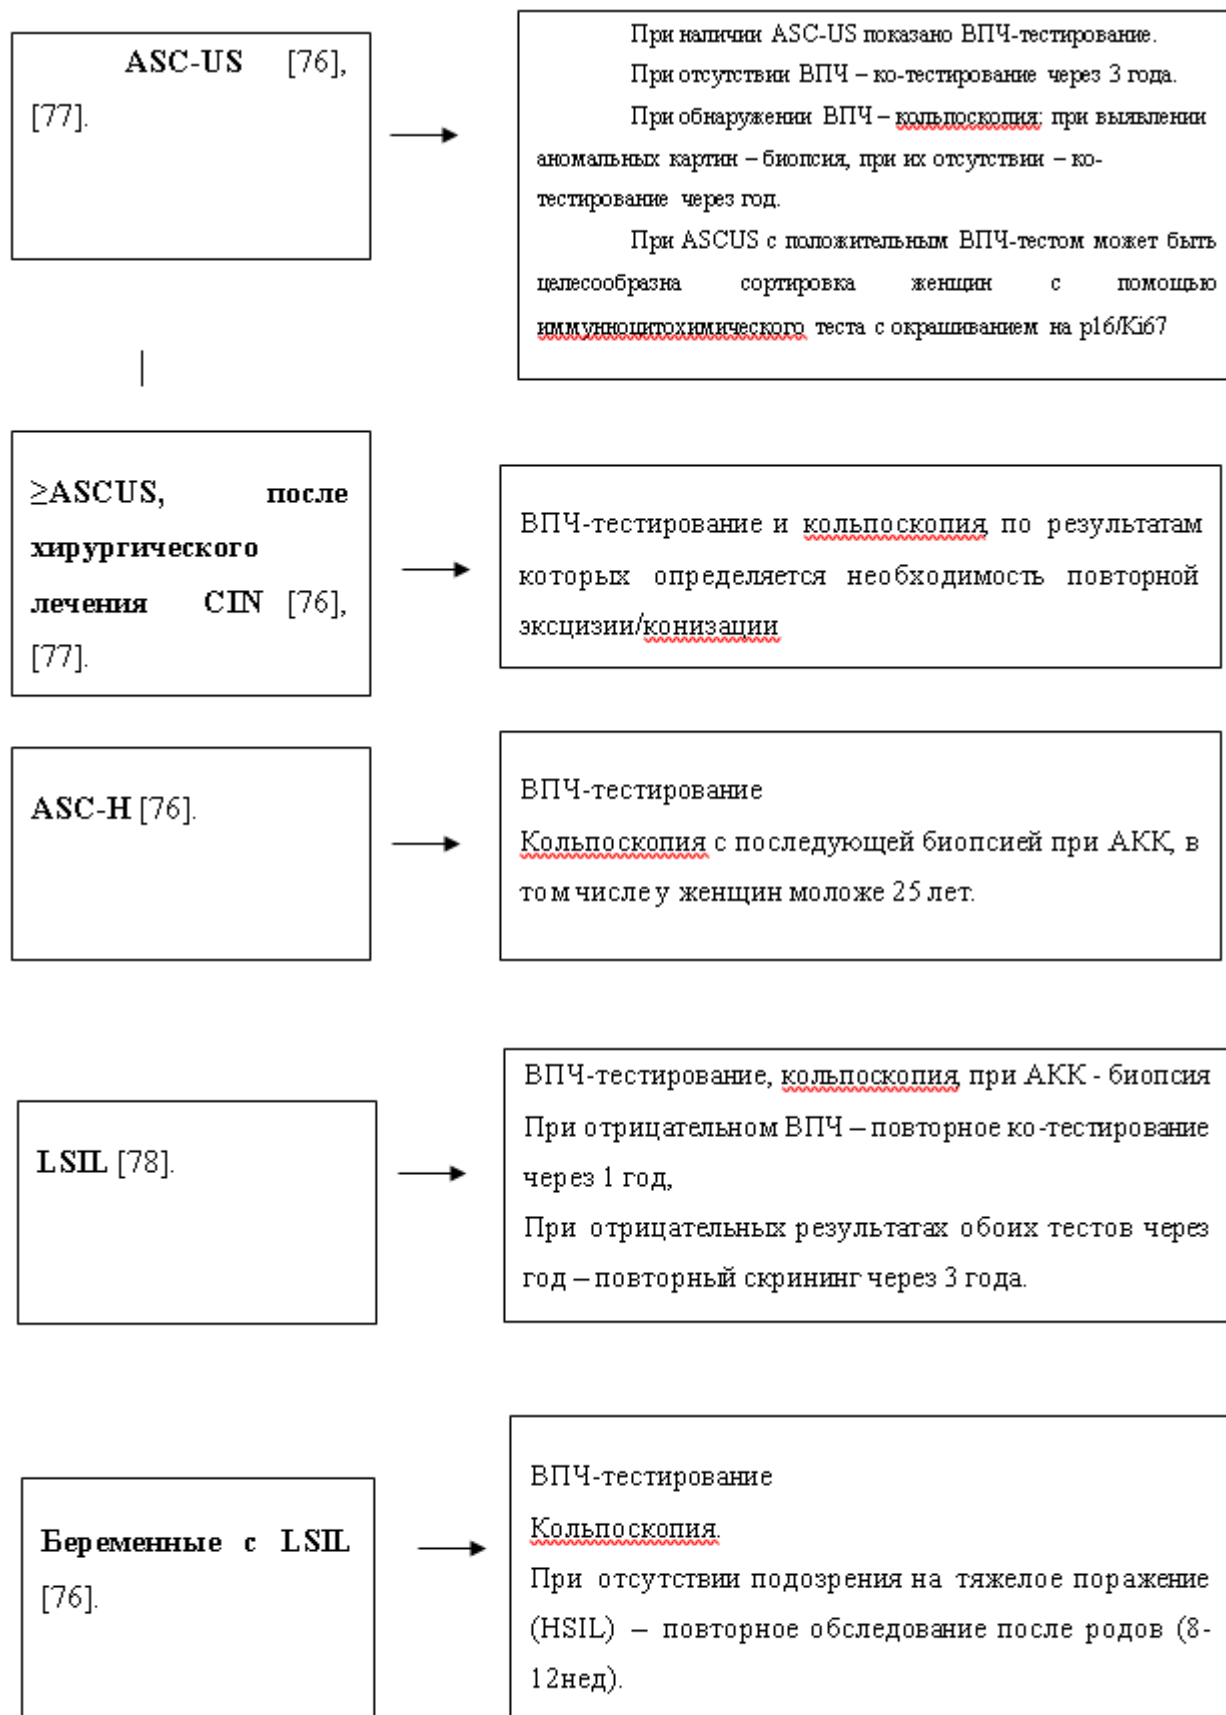 ASC-US [76],
[77].
При наличии ASC-US показано ВПЧ-тестирование.
При отсутствии ВПЧ – ко-тестирование через 3 года.
При обнаружении ВПЧ – кольпоскопия: при выявлении
аномальных картин – биопсия, при их отсутствии – ко-
тестирование через год.
При ASCUS с положительным ВПЧ-тестом может быть
целесообразна сортировка женщин с помощью
иммунноцитохимического теста с окрашиванием на p16/Ki67
≥ASCUS, после
хирургического
лечения CIN [76],
[77].
ВПЧ-тестирование и кольпоскопия, по результатам
которых определяется необходимость повторной
эксцизии/конизации
ASC-H [76].
ВПЧ-тестирование
Кольпоскопия с последующей биопсией при АКК, в
том числе у женщин моложе 25 лет.
LSIL [78].
ВПЧ-тестирование, кольпоскопия, при АКК - биопсия
При отрицательном ВПЧ – повторное ко-тестирование
через 1 год,
При отрицательных результатах обоих тестов через
год – повторный скрининг через 3 года.
Беременные с LSIL
[76].
ВПЧ-тестирование
Кольпоскопия.
При отсутствии подозрения на тяжелое поражение
(HSIL) – повторное обследование после родов (8-
12нед).